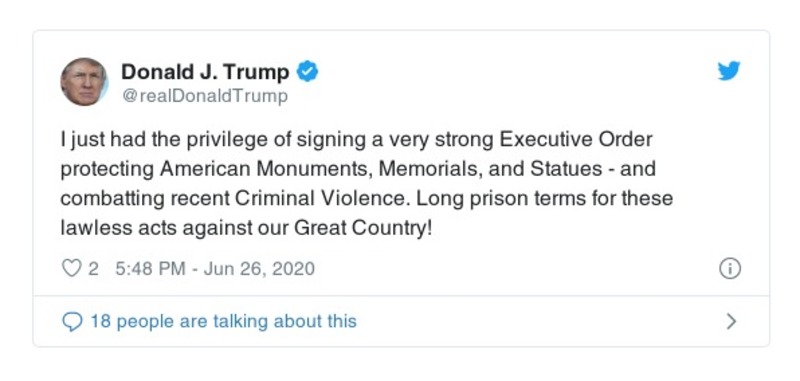 Donald J. Trump
@realDonaldTrump
I just had the privilege of signing a very strong Executive Order
protecting American Monuments, Memorials, and Statues - and
combatting recent Criminal Violence. Long prison terms for these
lawless acts against our Great Country!
2 5:48 PM - Jun 26, 2020
18 people are talking about this